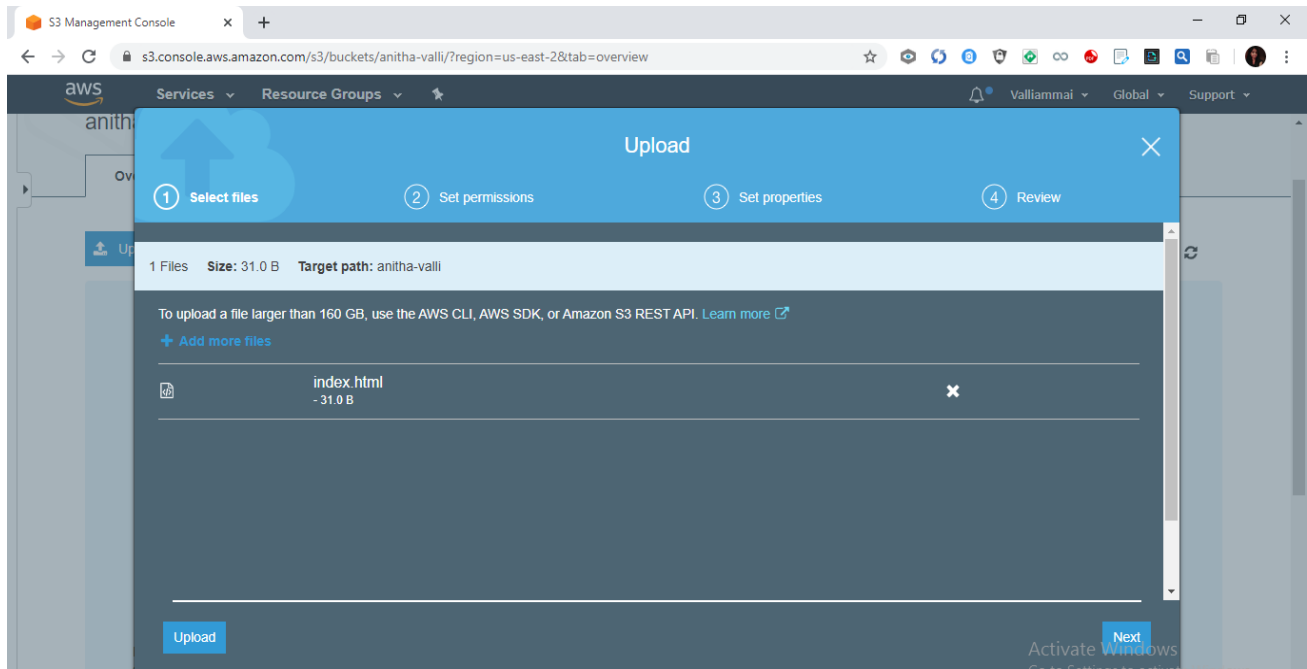 S3 Management Console
s3.console.aws.amazon.com/s3/buckets/anitha-valli/?region=us-east-2&tab=overview
aws Services Resource Groups Valliammai Global Support
anith
Upload
Ov
1 Select files 2 Set permissions 3 Set properties 4 Review
Up
1 Files Size: 31.0 B Target path: anitha-valli
To upload a file larger than 160 GB, use the AWS CLI, AWS SDK, or Amazon S3 REST API. Learn more
+ Add more files
index.html
- 31.0 B
Upload Next
Activate Windows